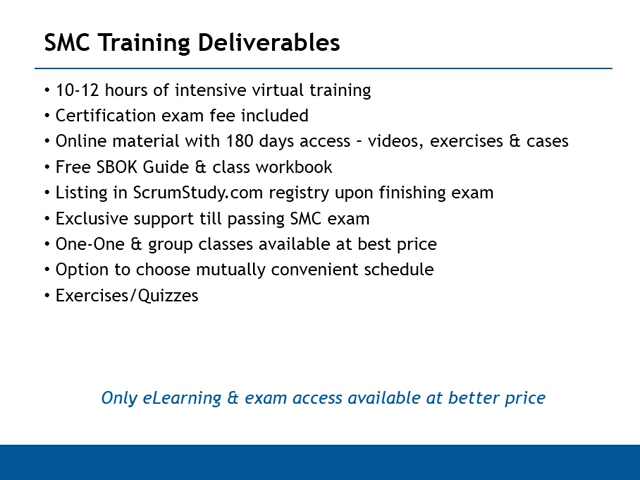 SMC Training Deliverables
• 10-12 hours of intensive virtual training
• Certification exam fee included
• Online material with 180 days access – videos, exercises & cases
• Free SBOK Guide & class workbook
• Listing in ScrumStudy.com registry upon finishing exam
• Exclusive support till passing SMC exam
• One-One & group classes available at best price
• Option to choose mutually convenient schedule
• Exercises/Quizzes
Only eLearning & exam access available at better price